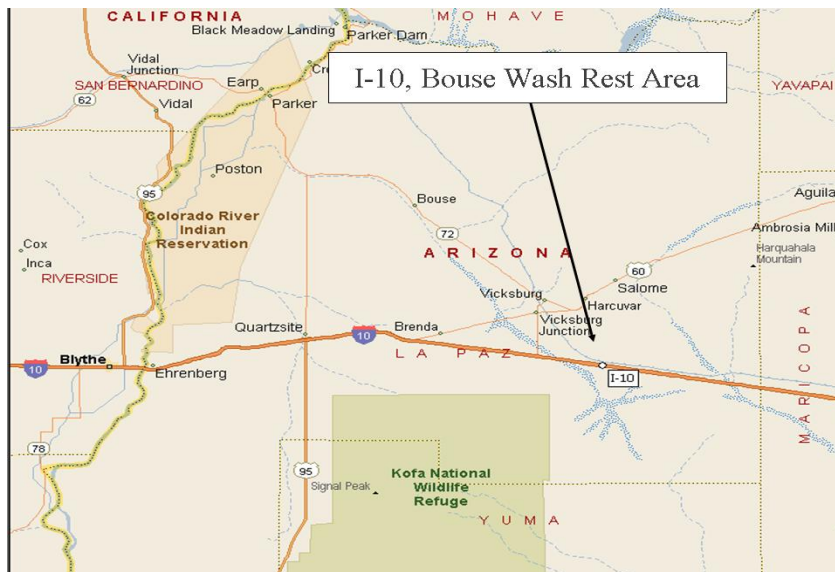 CALIFORNIA
MOHAVE
Black Meadow Landing
Parker Dam
Vidal
Junction
Cr
I-10, Bouse Wash Rest Area
SAN BERNARDINO
Earp
YAVAPAI
62
Vidal
Parker
Poston
95
Bouse
Aguila
Colorado River
Indian
Reservation
72
Ambrosia Mill
Cox
ARIZONA
Harquahala
Mountain
Inca
RIVERSIDE
60
Salome
Vicksburg
Harcuvar
Vicksburg
Junction
Quartzsite
10
Brenda
LA PAZ
MARICOPA
Blythe
10
Ehrenberg
I-10
78
95
Signal Peak
Kofa National
Wildlife
Refuge
YUMA